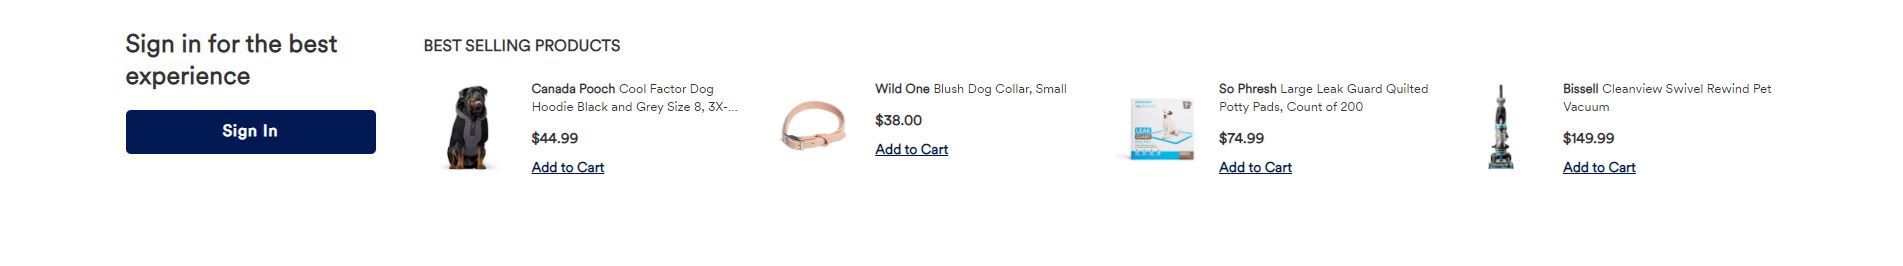 Sign in for the best
experience
Sign In
BEST SELLING PRODUCTS
Canada Pooch Cool Factor Dog
Hoodie Black and Grey Size 8, 3X-...
$44.99
Add to Cart
Wild One Blush Dog Collar, Small
$38.00
Add to Cart
LEAK
GUARD
So Phresh Large Leak Guard Quilted
Potty Pads, Count of 200
$74.99
Add to Cart
Bissell Cleanview Swivel Rewind Pet
Vacuum
$149.99
Add to Cart